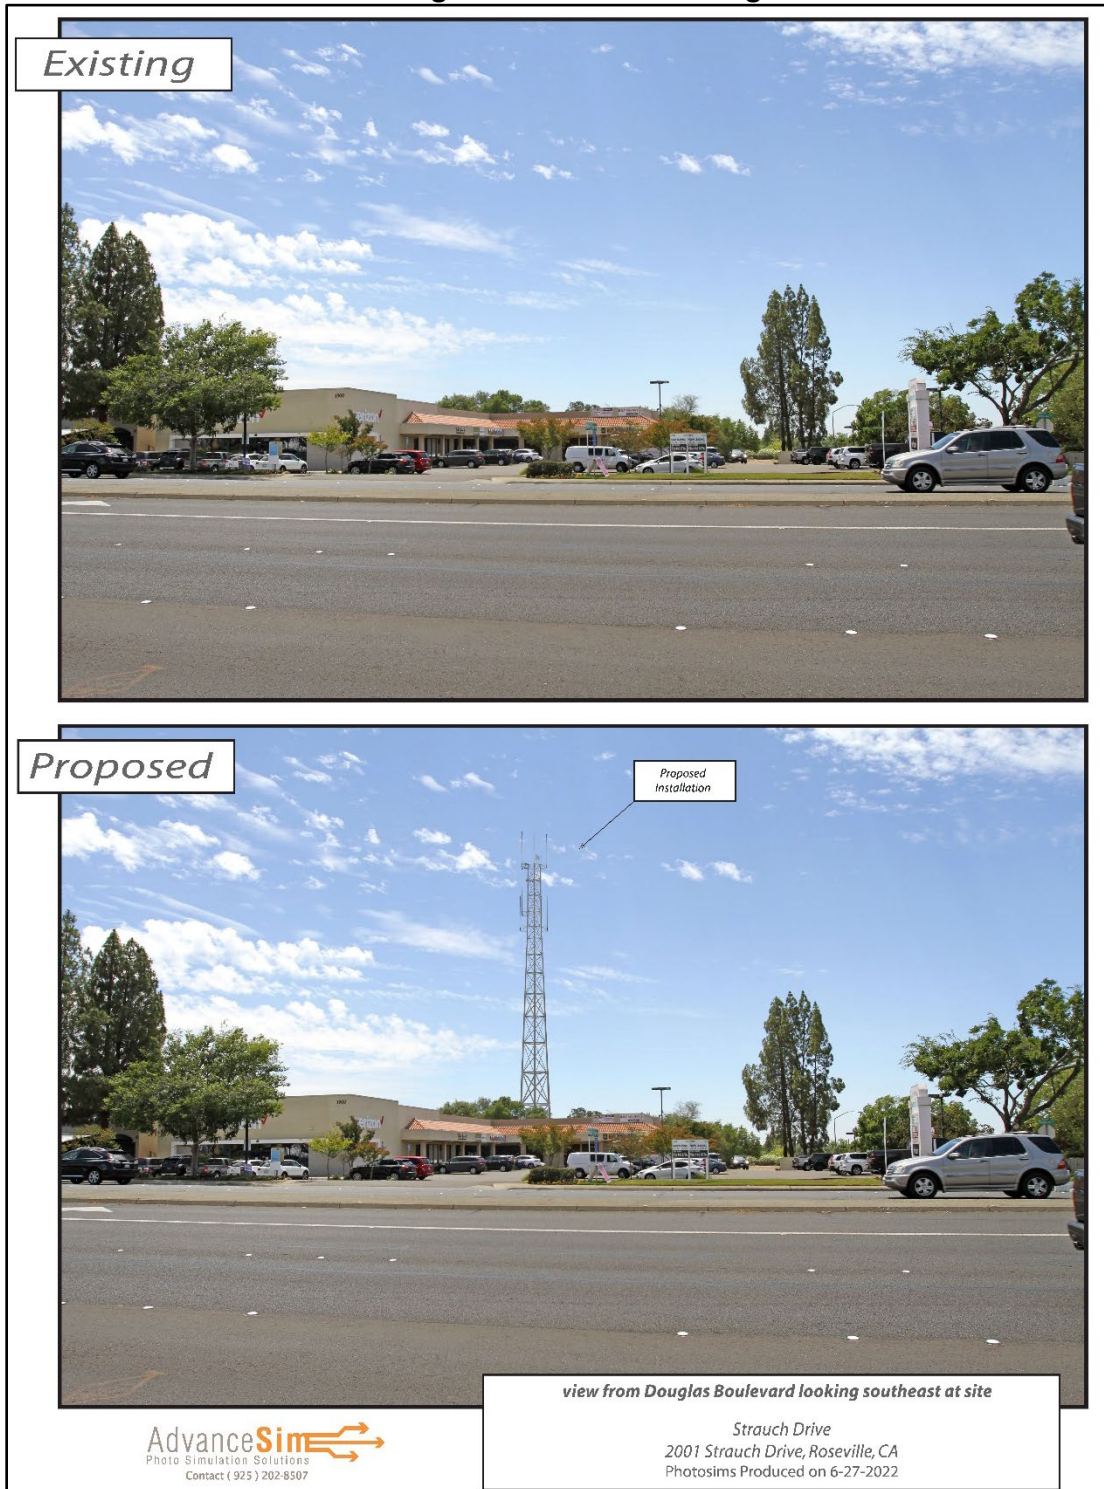 Existing
Proposed
Proposed
Installation
view from Douglas Boulevard looking southeast at site
Strauch Drive
2001 Strauch Drive, Roseville, CA
Photosims Produced on 6-27-2022
AdvanceSim
Photo Simulation Solutions
Contact ( 925 ) 202-8507